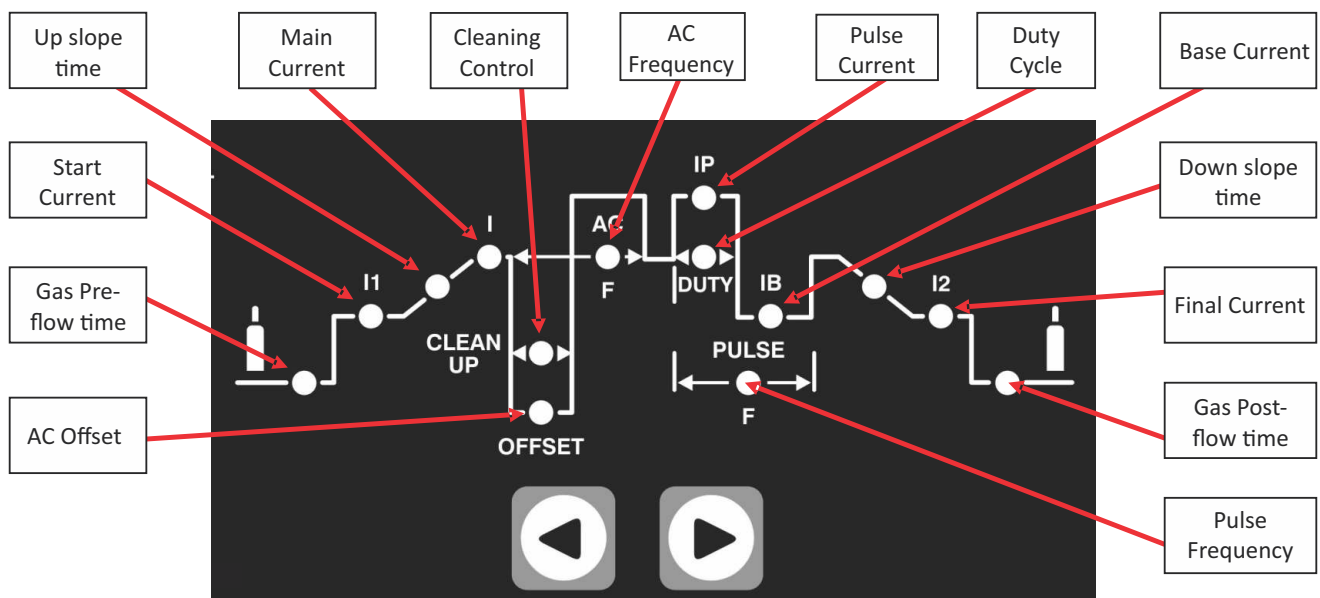 Up slope
time
Main
Current
Cleaning
Control
AC
Frequency
Pulse
Current
Duty
Cycle
Base Current
Start
Current
Down slope
time
Gas Pre-
flow time
Final Current
AC Offset
Gas Post-
flow time
Pulse
Frequency
IP
I
AC
I1
F
DUTY
IB
I2
CLEAN
UP
PULSE
F
OFFSET